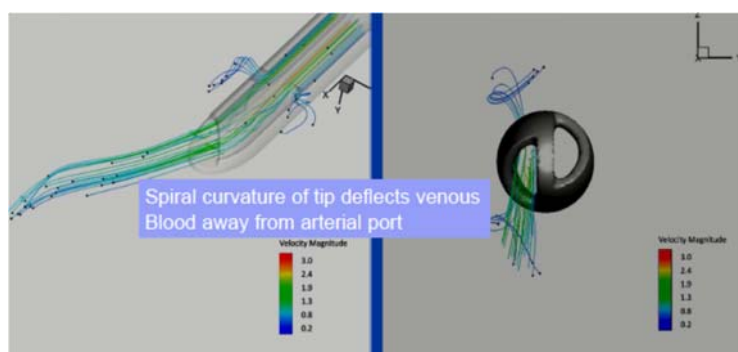 Z
X
Y
X
Spiral curvature of tip deflects venous
Blood away from arterial port
Velocity Magnitude
3.0
2.4
1.9
1.3
0.8
0.2
Velocity Magnitude
3.0
2.4
1.9
1.3
0.8
0.2